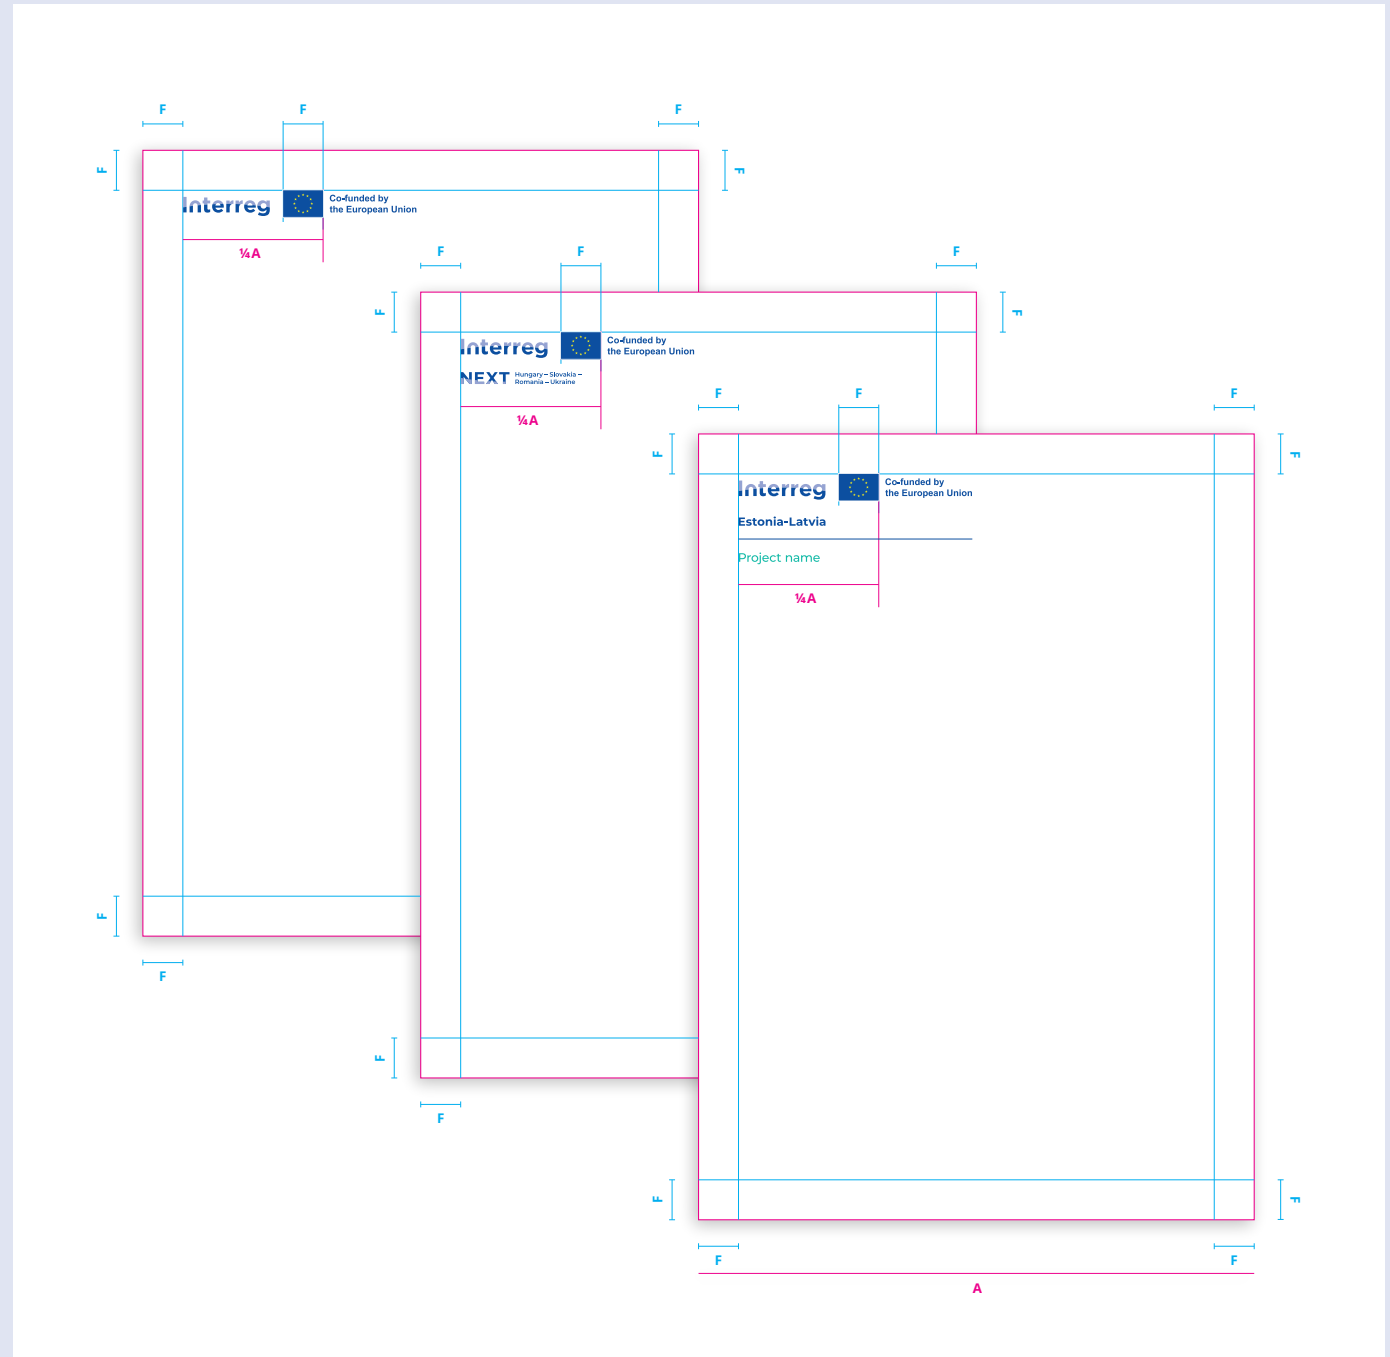 F F F
F F
Interreg Co-funded by
the European Union
¼A
F F F
F F
Interreg Co-funded by
the European Union
NEXT Hungary – Slovakia –
Romania – Ukraine
¼A
F F F
F F
Interreg Co-funded by
the European Union
Estonia-Latvia
Project name
¼A
F
F
F
F
F F
F F
A